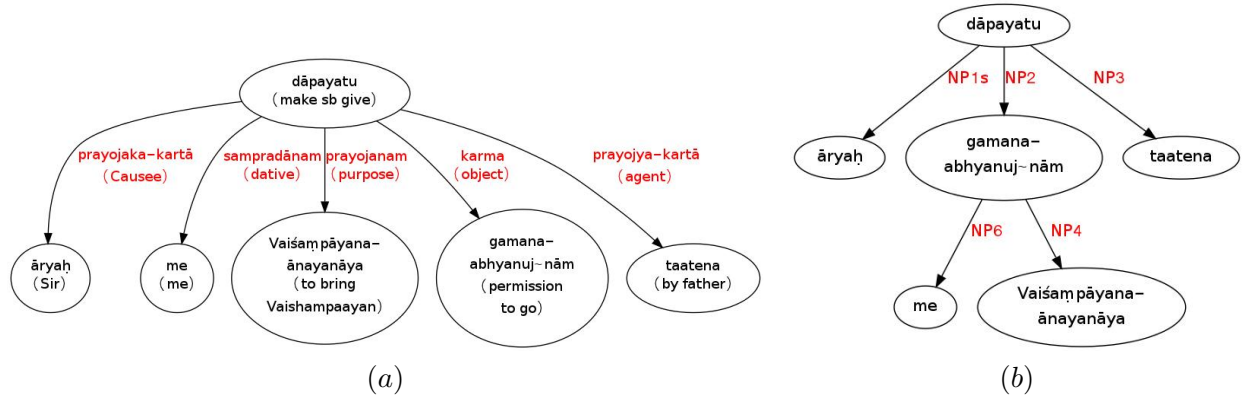 dāpayatu
(make sb give)
prayojaka−kartā
(Causee)
sampradānam
(dative)
prayojanam
(purpose)
karma
(object)
prayojya−kartā
(agent)
āryaḥ
(Sir)
me
(me)
Vaiśaṃpāyana−
ānayanāya
(to bring
Vaishampaayan)
gamana−
abhyanuj~nām
(permission
to go)
taatena
(by father)
(a)
dāpayatu
NP1s
NP2
NP3
āryaḥ
gamana−
abhyanuj~nām
taatena
NP6
NP4
me
Vaiśaṃpāyana−
ānayanāya
(b)